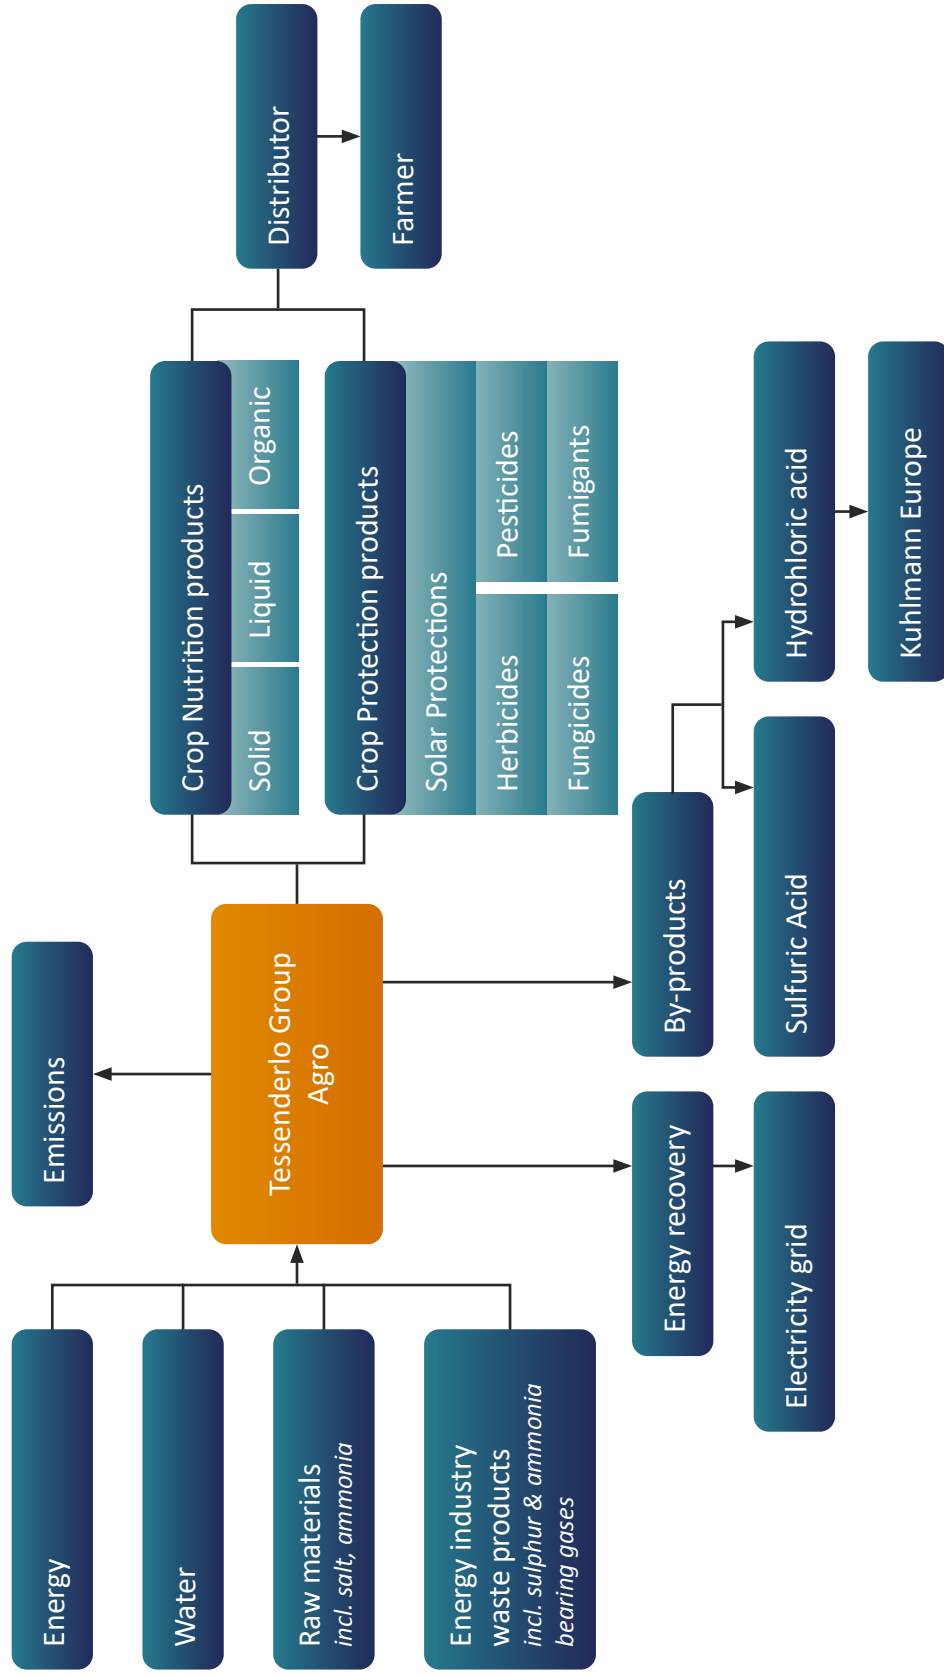 Energy
Water
Raw materials
incl. salt, ammonia
Energy industry
waste products
incl. sulphur & ammonia
bearing gases
Emissions
Tessenderlo Group
Agro
Energy recovery
Electricity grid
By-products
Sulfuric Acid
Hydrohloric acid
Kuhlmann Europe
Crop Nutrition products
Solid
Liquid
Organic
Crop Protection products
Solar Protections
Herbicides
Pesticides
Fungicides
Fumigants
Distributor
Farmer